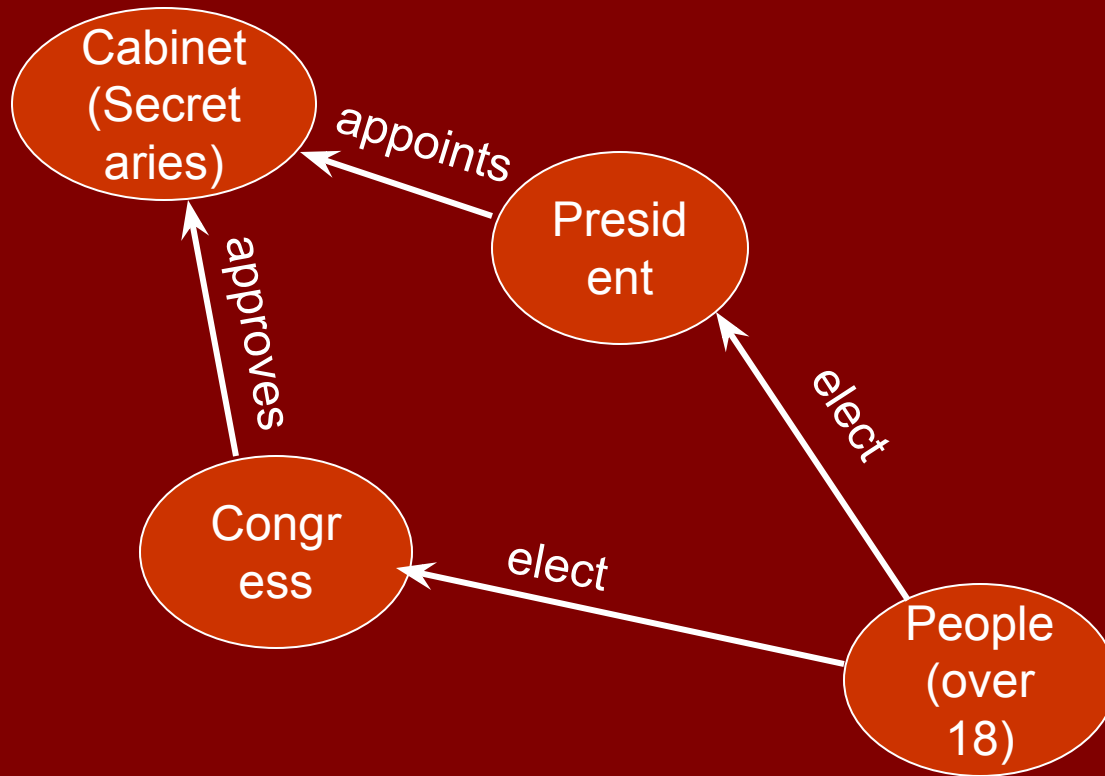 Cabinet
(Secret
aries)
appoints
Presid
ent
approves
elect
Congr
ess
elect
People
(over
18)